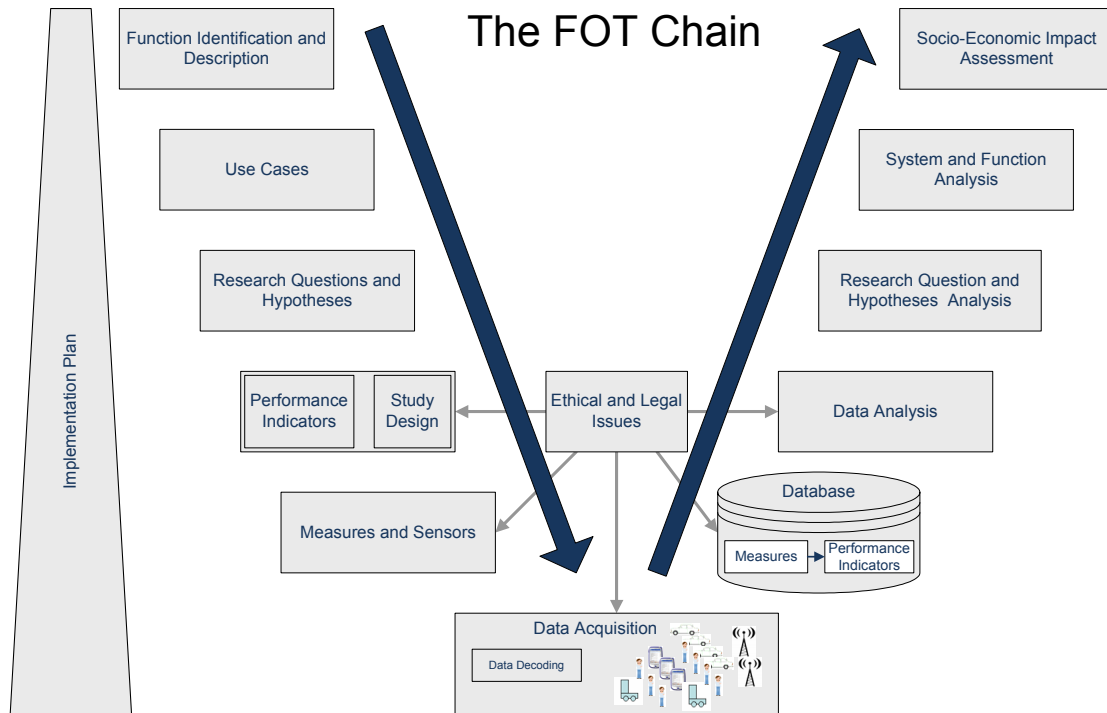 The FOT Chain
Function Identification and
Description
Socio-Economic Impact
Assessment
Use Cases
System and Function
Analysis
Research Questions and
Hypotheses
Research Question and
Hypotheses Analysis
Implementation Plan
Performance
Indicators
Study
Design
Ethical and Legal
Issues
Data Analysis
Measures and Sensors
Database
Measures
Performance
Indicators
Data Acquisition
Data Decoding